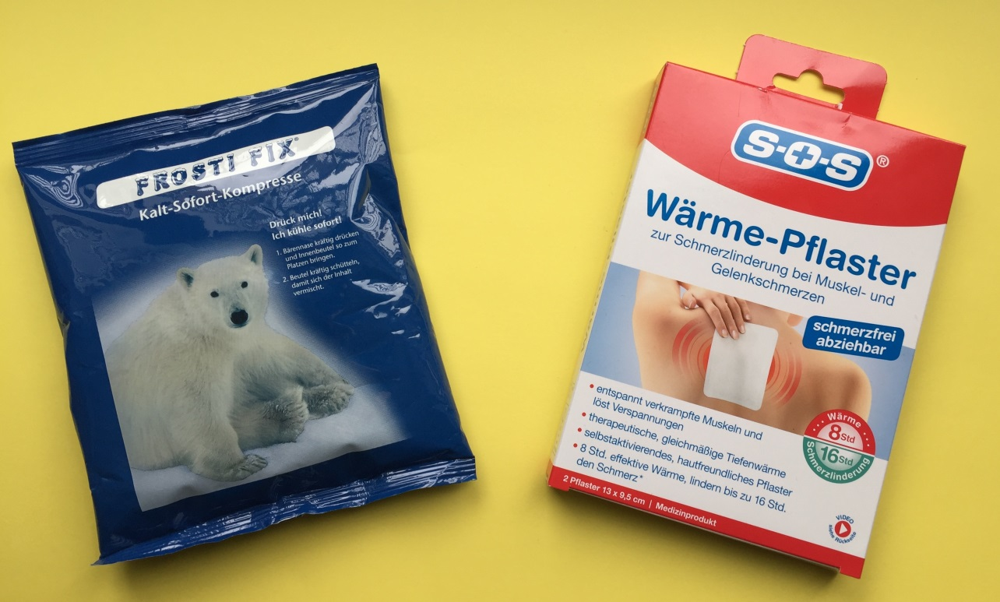 FROSTI FIX®
Kalt-Sofort-Kompresse
Drück mich!
Ich kühle sofort!
1. Bärennase kräftig drücken
und Innenbeutel so zum
Platzen bringen.
2. Beutel kräftig schütteln,
damit sich der Inhalt
vermischt.
S-O-S®
Wärme-Pflaster
zur Schmerzlinderung bei Muskel- und
Gelenkschmerzen
schmerzfrei
abziehbar
• entspannt verkrampfte Muskeln und
löst Verspannungen
• therapeutische, gleichmäßige Tiefenwärme
• selbstaktivierendes, hautfreundliches Pflaster
• 8 Std. effektive Wärme, lindern bis zu 16 Std.
den Schmerz*
Wärme
8 Std
16 Std
Schmerzlinderung
2 Pflaster 13 x 9,5 cm | Medizinprodukt
VIDEO
siehe Rückseite